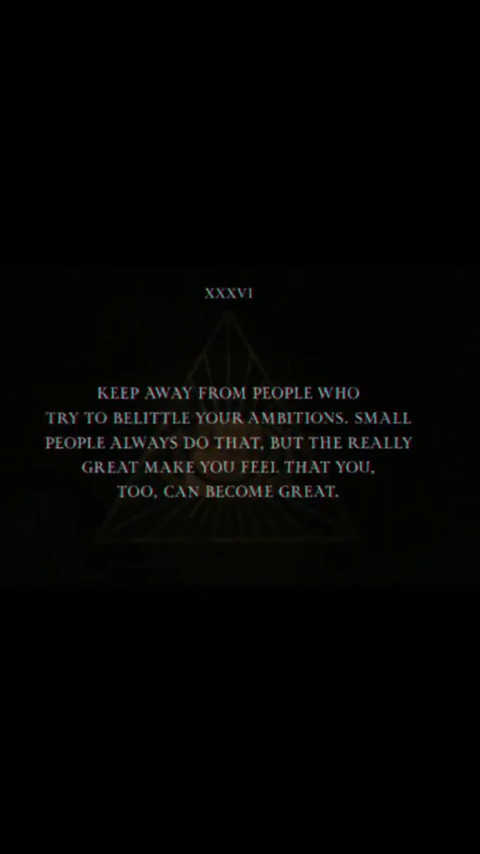 XXXVI
KEEP AWAY FROM PEOPLE WHO
TRY TO BELITTLE YOUR AMBITIONS. SMALL
PEOPLE ALWAYS DO THAT, BUT THE REALLY
GREAT MAKE YOU FEEL THAT YOU,
TOO, CAN BECOME GREAT.